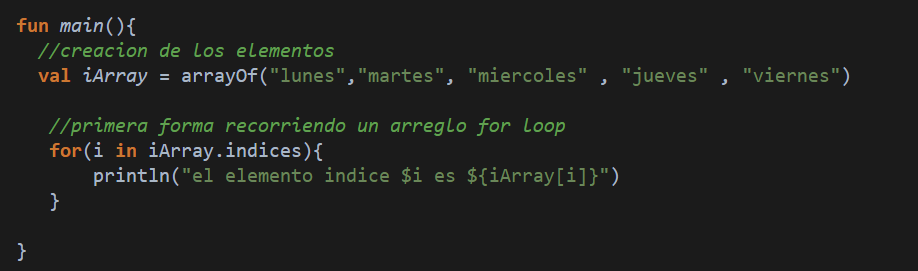 fun main(){
//creacion de los elementos
val iArray = arrayOf("lunes","martes", "miercoles" , "jueves" , "viernes")
//primera forma recorriendo un arreglo for loop
for(i in iArray.indices){
println("el elemento indice $i es ${iArray[i]}")
}
}